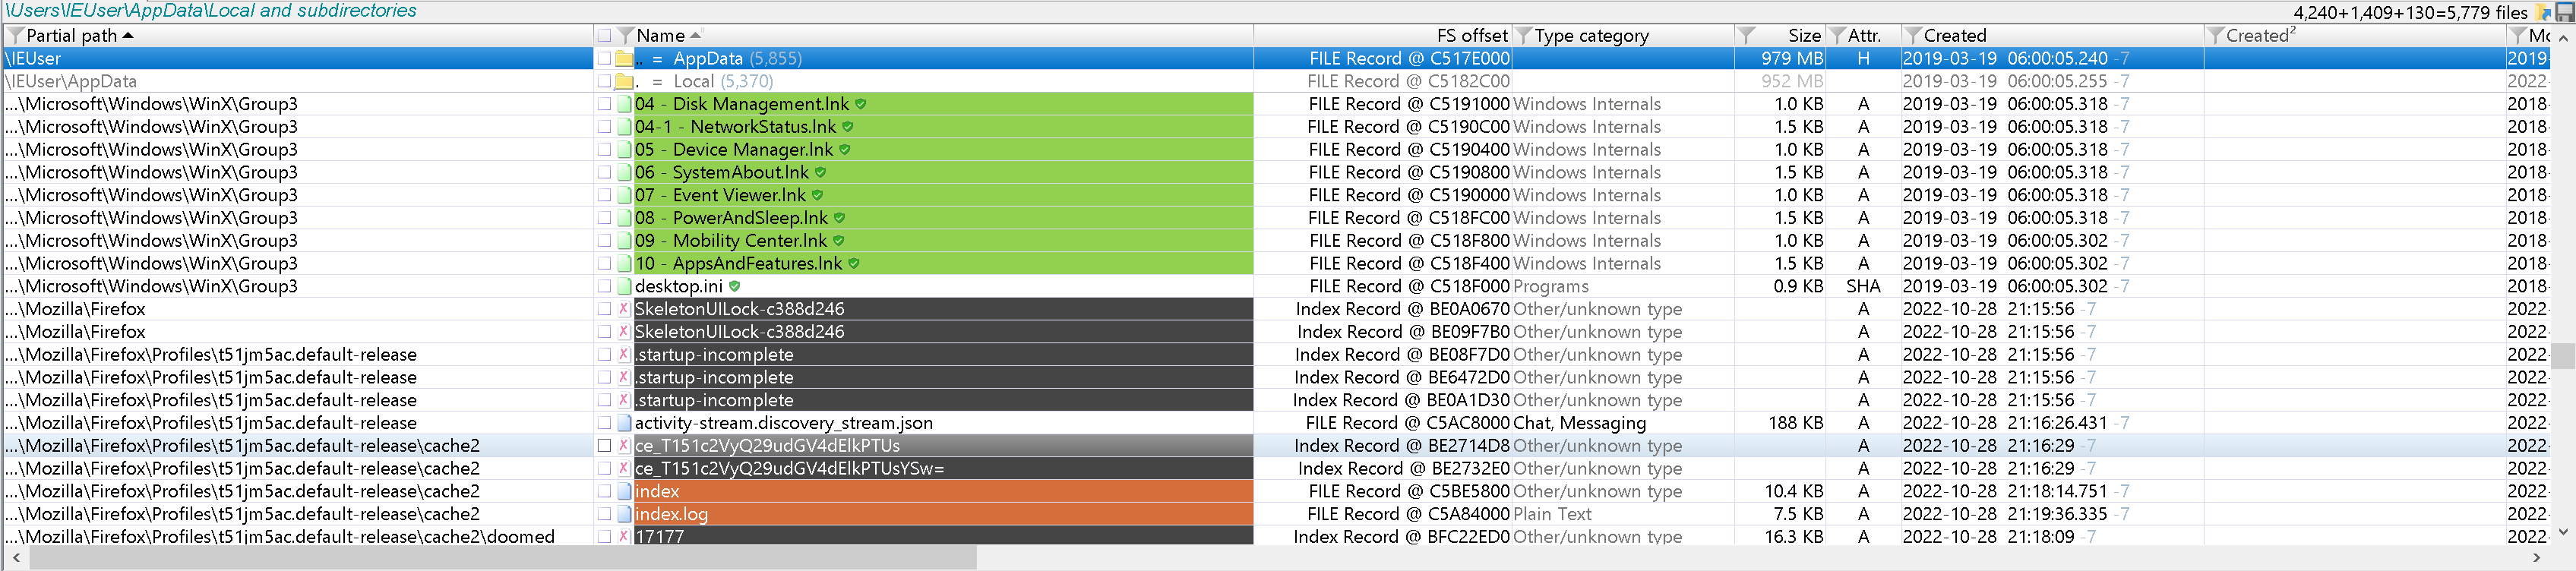 \Users\IEUser\AppData\Local and subdirectories 4,240+1,409+130=5,779 files
Partial path Name FS offset Type category Size Attr. Created Created² Mo
\IEUser .. = AppData (5,855) FILE Record @ C517E000 979 MB H 2019-03-19 06:00:05.240 -7 2019-
\IEUser\AppData . = Local (5,370) FILE Record @ C5182C00 952 MB 2019-03-19 06:00:05.255 -7 2022-
...\Microsoft\Windows\WinX\Group3 04 - Disk Management.lnk FILE Record @ C5191000 Windows Internals 1.0 KB A 2019-03-19 06:00:05.318 -7 2018-
...\Microsoft\Windows\WinX\Group3 04-1 - NetworkStatus.lnk FILE Record @ C5190C00 Windows Internals 1.5 KB A 2019-03-19 06:00:05.318 -7 2018-
...\Microsoft\Windows\WinX\Group3 05 - Device Manager.lnk FILE Record @ C5190400 Windows Internals 1.0 KB A 2019-03-19 06:00:05.318 -7 2018-
...\Microsoft\Windows\WinX\Group3 06 - SystemAbout.lnk FILE Record @ C5190800 Windows Internals 1.5 KB A 2019-03-19 06:00:05.318 -7 2018-
...\Microsoft\Windows\WinX\Group3 07 - Event Viewer.lnk FILE Record @ C5190000 Windows Internals 1.0 KB A 2019-03-19 06:00:05.318 -7 2018-
...\Microsoft\Windows\WinX\Group3 08 - PowerAndSleep.lnk FILE Record @ C518FC00 Windows Internals 1.5 KB A 2019-03-19 06:00:05.318 -7 2018-
...\Microsoft\Windows\WinX\Group3 09 - Mobility Center.lnk FILE Record @ C518F800 Windows Internals 1.0 KB A 2019-03-19 06:00:05.302 -7 2018-
...\Microsoft\Windows\WinX\Group3 10 - AppsAndFeatures.lnk FILE Record @ C518F400 Windows Internals 1.5 KB A 2019-03-19 06:00:05.302 -7 2018-
...\Microsoft\Windows\WinX\Group3 desktop.ini FILE Record @ C518F000 Programs 0.9 KB SHA 2019-03-19 06:00:05.302 -7 2018-
...\Mozilla\Firefox SkeletonUILock-c388d246 Index Record @ BE0A0670 Other/unknown type A 2022-10-28 21:15:56 -7 2022-
...\Mozilla\Firefox SkeletonUILock-c388d246 Index Record @ BE09F7B0 Other/unknown type A 2022-10-28 21:15:56 -7 2022-
...\Mozilla\Firefox\Profiles\t51jm5ac.default-release .startup-incomplete Index Record @ BE08F7D0 Other/unknown type A 2022-10-28 21:15:56 -7 2022-
...\Mozilla\Firefox\Profiles\t51jm5ac.default-release .startup-incomplete Index Record @ BE6472D0 Other/unknown type A 2022-10-28 21:15:56 -7 2022-
...\Mozilla\Firefox\Profiles\t51jm5ac.default-release .startup-incomplete Index Record @ BE0A1D30 Other/unknown type A 2022-10-28 21:15:56 -7 2022-
...\Mozilla\Firefox\Profiles\t51jm5ac.default-release activity-stream.discovery_stream.json FILE Record @ C5AC8000 Chat, Messaging 188 KB A 2022-10-28 21:16:26.431 -7 2022-
...\Mozilla\Firefox\Profiles\t51jm5ac.default-release\cache2 ce_T151c2VyQ29udGV4dElkPTUs Index Record @ BE2714D8 Other/unknown type A 2022-10-28 21:16:29 -7 2022-
...\Mozilla\Firefox\Profiles\t51jm5ac.default-release\cache2 ce_T151c2VyQ29udGV4dElkPTUsYSw= Index Record @ BE2732E0 Other/unknown type A 2022-10-28 21:16:29 -7 2022-
...\Mozilla\Firefox\Profiles\t51jm5ac.default-release\cache2 index FILE Record @ C5BE5800 Other/unknown type 10.4 KB A 2022-10-28 21:18:14.751 -7 2022-
...\Mozilla\Firefox\Profiles\t51jm5ac.default-release\cache2 index.log FILE Record @ C5A84000 Plain Text 7.5 KB A 2022-10-28 21:19:36.335 -7 2022-
...\Mozilla\Firefox\Profiles\t51jm5ac.default-release\cache2\doomed 17177 Index Record @ BFC22ED0 Other/unknown type 16.3 KB A 2022-10-28 21:18:09 -7 2022-